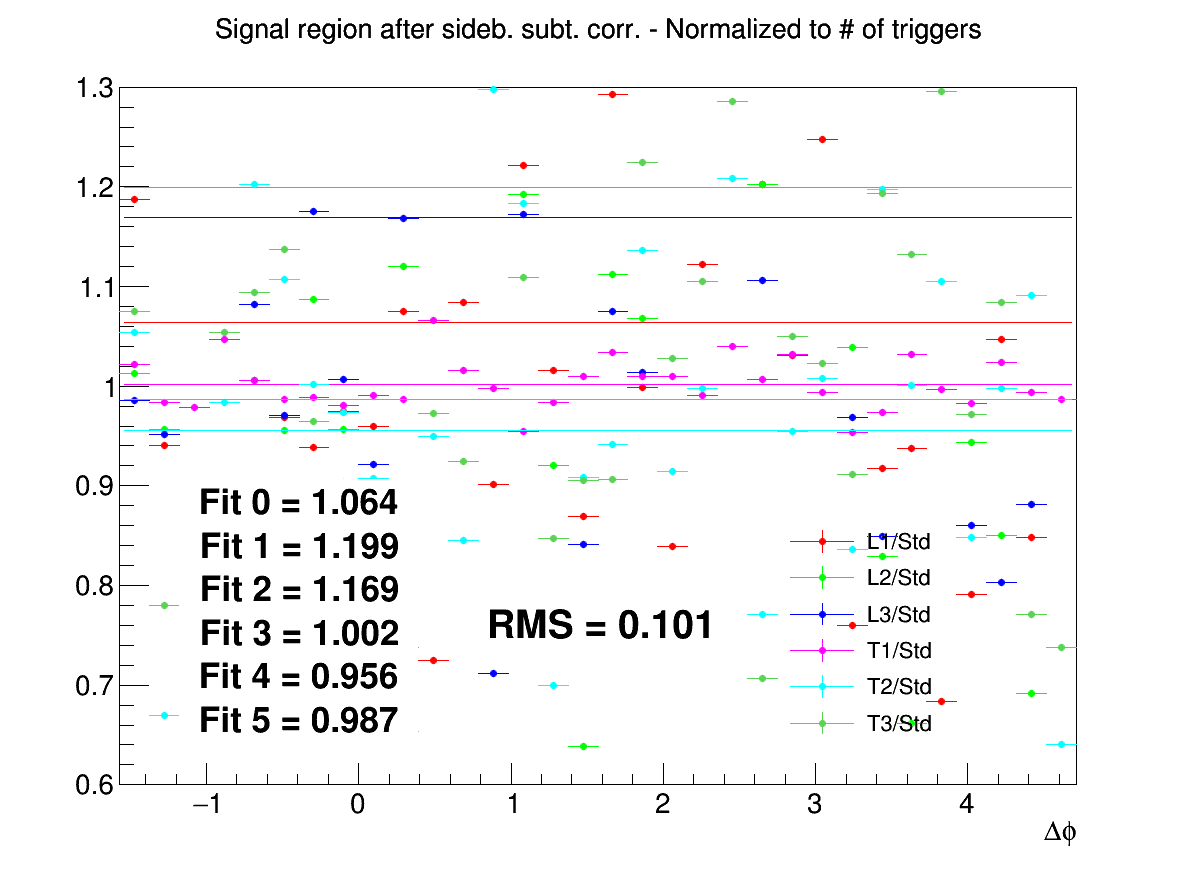 Signal region after sideb. subt. corr. - Normalized to # of triggers
1.3
1.2
1.1
1
0.9
0.8
0.7
0.6
Fit 0 = 1.064
Fit 1 = 1.199
Fit 2 = 1.169
Fit 3 = 1.002
Fit 4 = 0.956
Fit 5 = 0.987
RMS = 0.101
L1/Std
L2/Std
L3/Std
T1/Std
T2/Std
T3/Std
−1 0 1 2 3 4
Δϕ